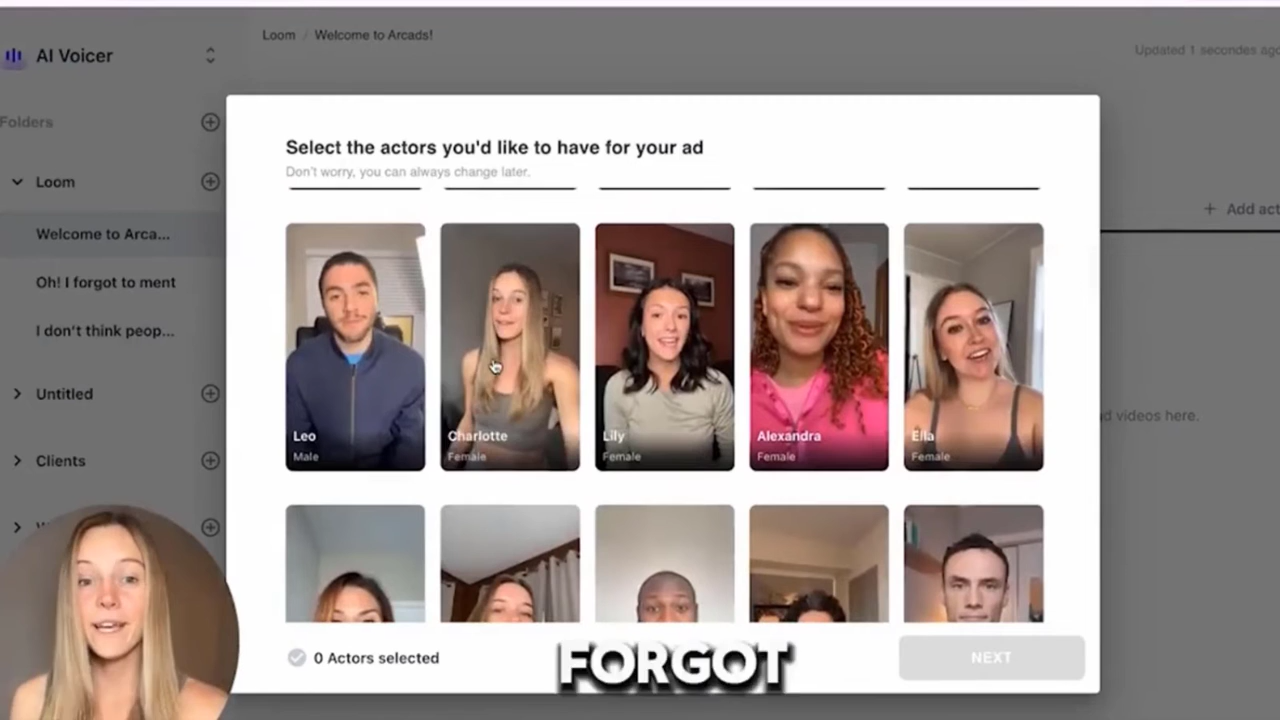 AI Voicer
Loom / Welcome to Arcads!
Updated 1 secondes ago
Folders
Loom
Welcome to Arca...
Oh! I forgot to ment
I don't think peop...
Untitled
Clients
Select the actors you'd like to have for your ad
Don't worry, you can always change later.
+ Add act
Leo
Male
Charlotte
Female
Lily
Female
Alexandra
Female
Ella
Female
videos here.
0 Actors selected
FORGOT
NEXT